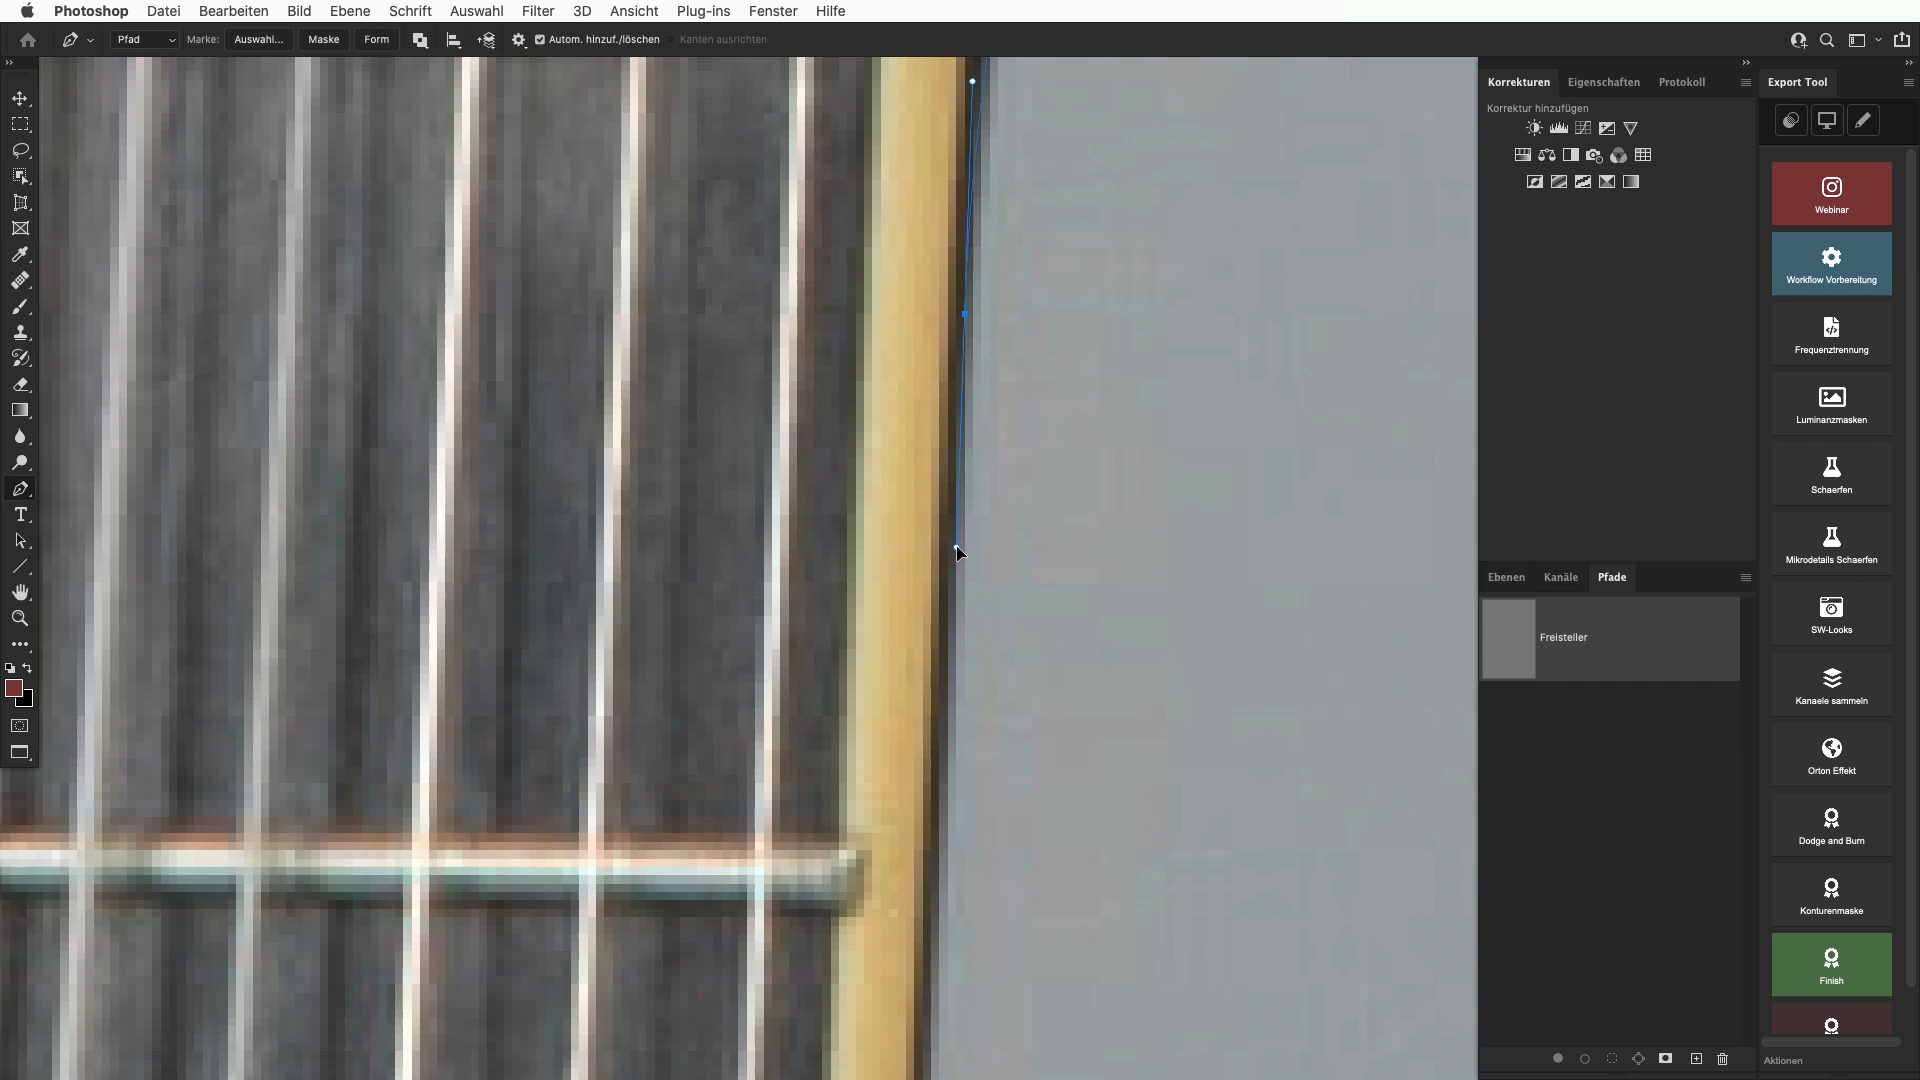 Photoshop Datei Bearbeiten Bild Ebene Schrift Auswahl Filter 3D Ansicht Plug-ins Fenster Hilfe
Pfad Marke: Auswahl... Maske Form Autom. hinzuf./löschen Kanten ausrichten
Korrekturen Eigenschaften Protokoll
Korrektur hinzufügen
Ebenen Kanäle Pfade
Freisteller
Export Tool
Webinar
Workflow Vorbereitung
Frequenztrennung
Luminanzmasken
Schaerfen
Mikrodetails Schaerfen
SW-Looks
Kanaele sammeln
Orton Effekt
Dodge and Burn
Konturenmaske
Finish
Aktionen